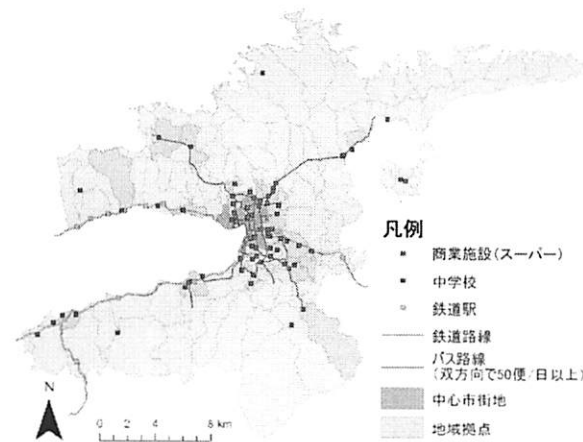 凡例
商業施設(スーパー)
中学校
鉄道駅
鉄道路線
バス路線
(双方向で50便/日以上)
中心市街地
地域拠点
N
0 2 4 8 km